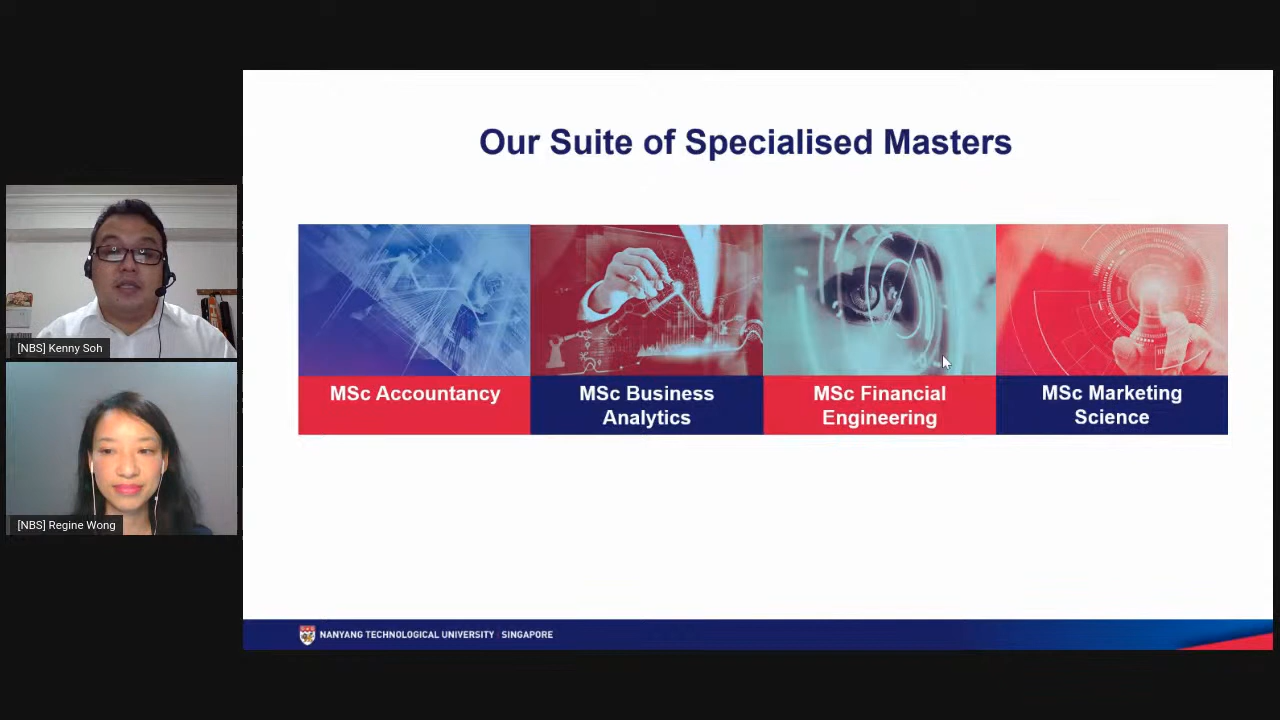 Our Suite of Specialised Masters
MSc Accountancy
MSc Business
Analytics
MSc Financial
Engineering
MSc Marketing
Science
[NBS] Kenny Soh
[NBS] Regine Wong
NANYANG TECHNOLOGICAL UNIVERSITY | SINGAPORE